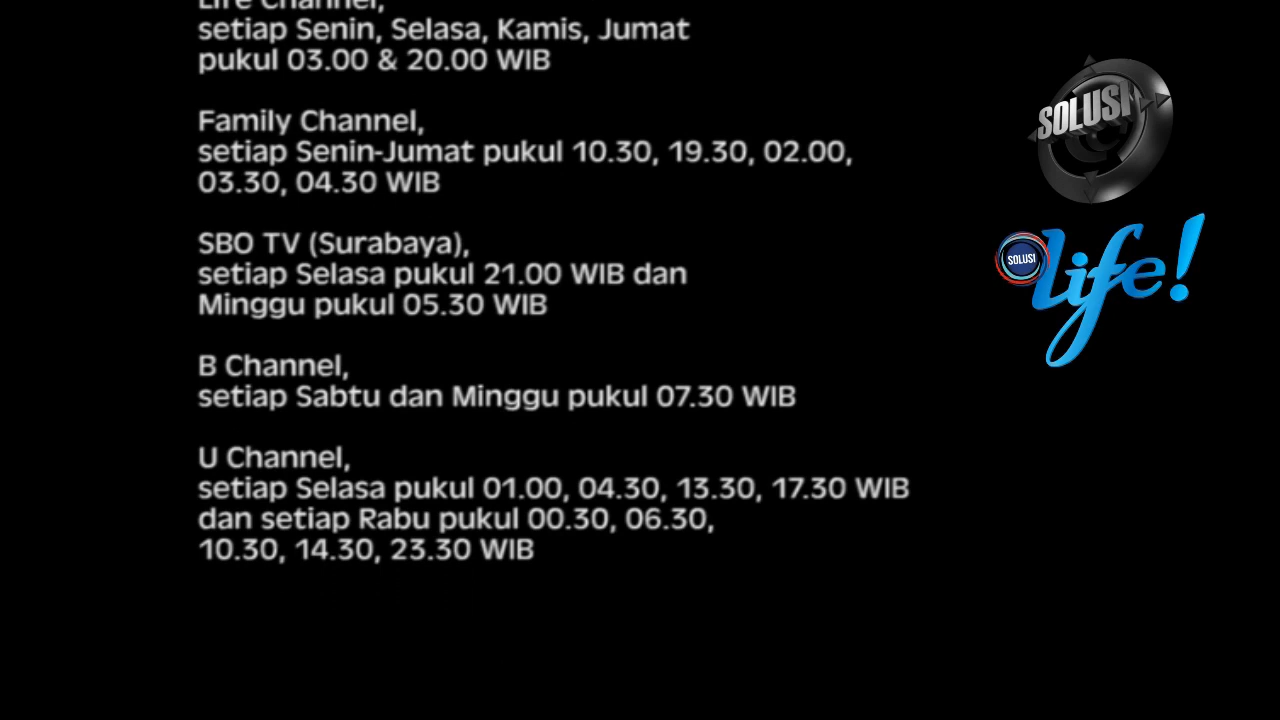 Life Channel,
setiap Senin, Selasa, Kamis, Jumat
pukul 03.00 & 20.00 WIB
Family Channel,
setiap Senin-Jumat pukul 10.30, 19.30, 02.00,
03.30, 04.30 WIB
SBO TV (Surabaya),
setiap Selasa pukul 21.00 WIB dan
Minggu pukul 05.30 WIB
B Channel,
setiap Sabtu dan Minggu pukul 07.30 WIB
U Channel,
setiap Selasa pukul 01.00, 04.30, 13.30, 17.30 WIB
dan setiap Rabu pukul 00.30, 06.30,
10.30, 14.30, 23.30 WIB
SOLUSI
SOLUSI
life!